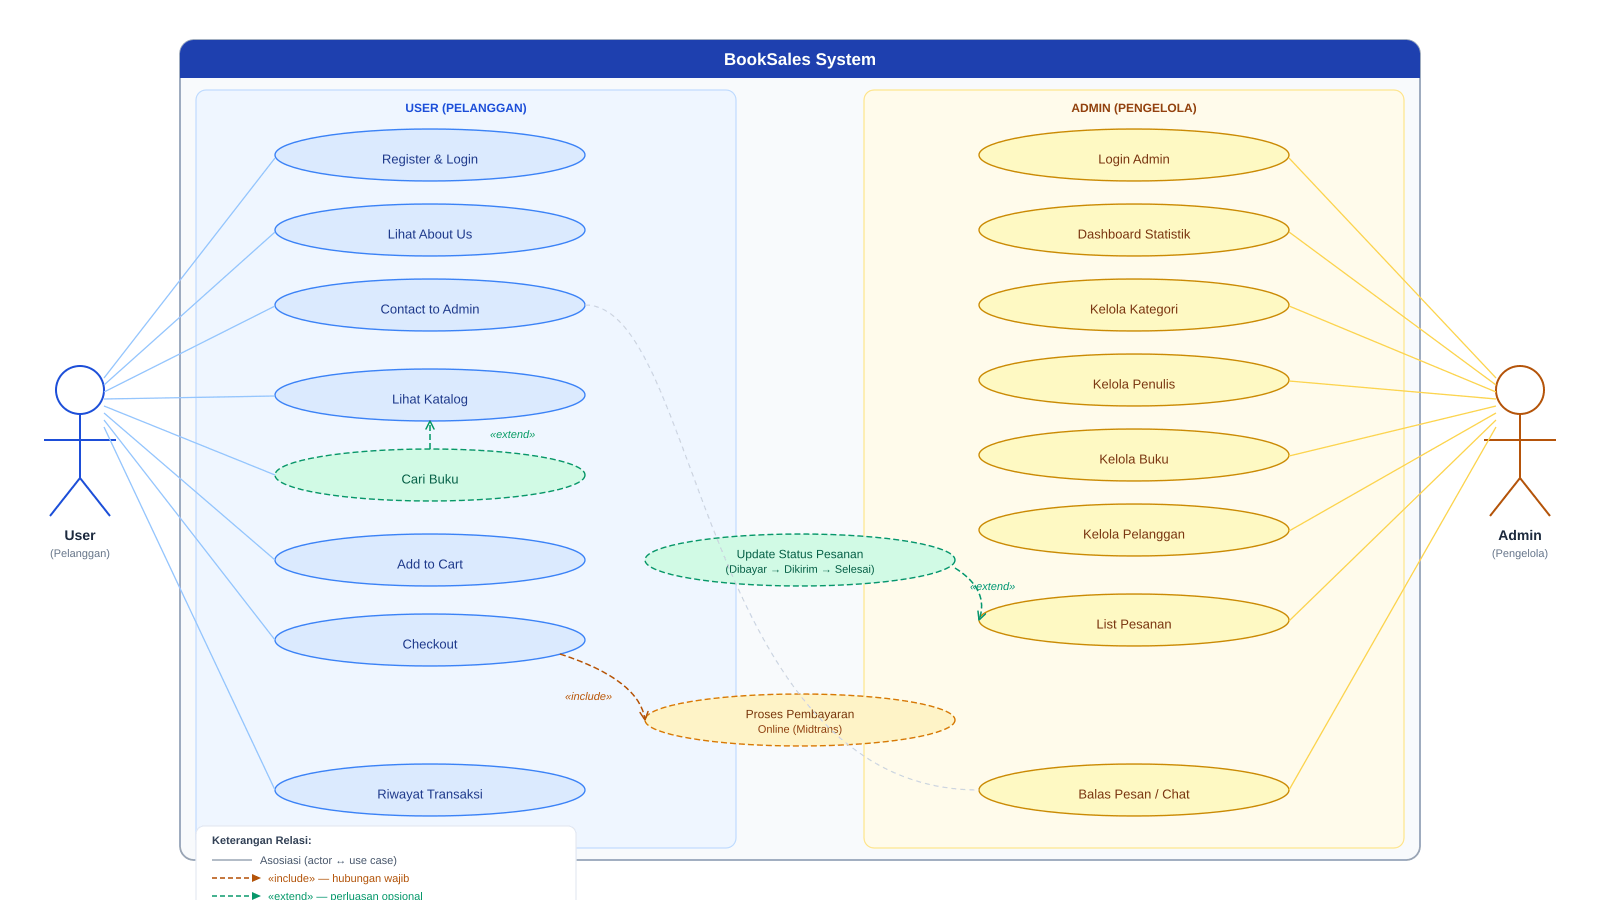 BookSales System
USER (PELANGGAN)
Register & Login
Lihat About Us
Contact to Admin
Lihat Katalog
«extend»
Cari Buku
Add to Cart
Checkout
«include»
Riwayat Transaksi
Update Status Pesanan
(Dibayar → Dikirim → Selesai)
«extend»
Proses Pembayaran
Online (Midtrans)
ADMIN (PENGELOLA)
Login Admin
Dashboard Statistik
Kelola Kategori
Kelola Penulis
Kelola Buku
Kelola Pelanggan
List Pesanan
Balas Pesan / Chat
User
(Pelanggan)
Admin
(Pengelola)
Keterangan Relasi:
Asosiasi (actor ↔ use case)
«include» — hubungan wajib
«extend» — perluasan opsional